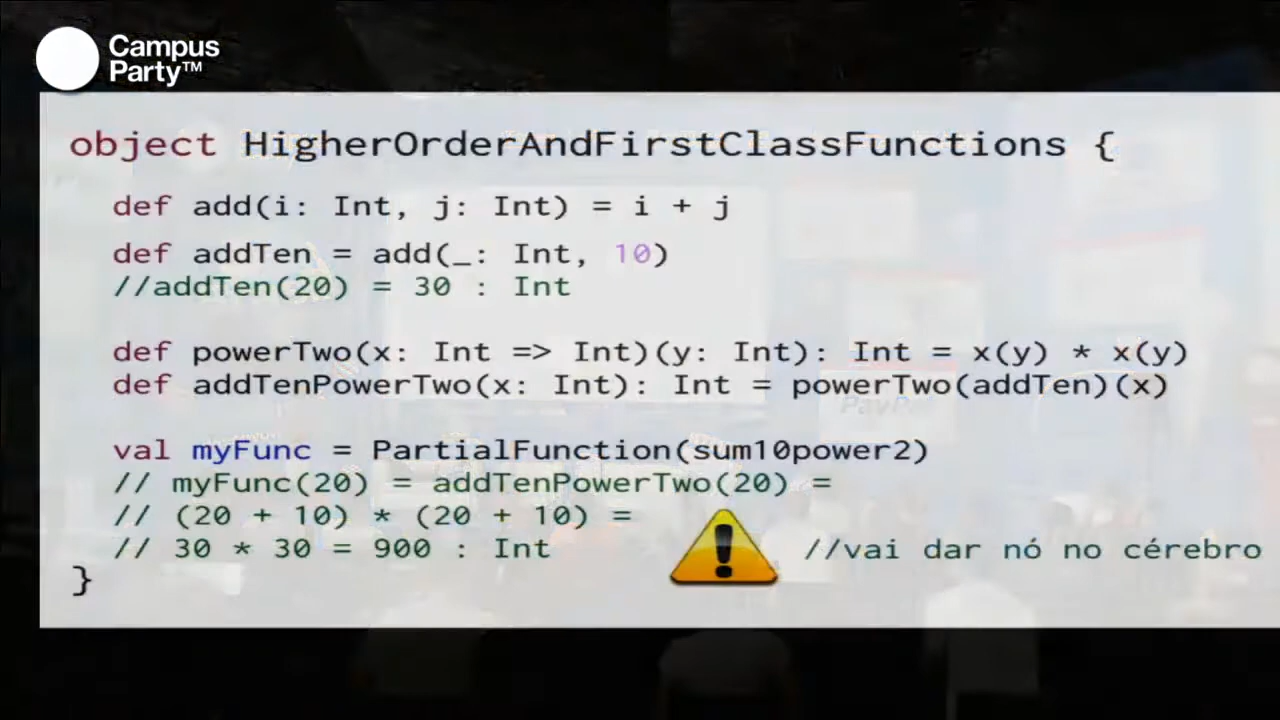 Campus
Party™
object HigherOrderAndFirstClassFunctions {
def add(i: Int, j: Int) = i + j
def addTen = add(_: Int, 10)
//addTen(20) = 30 : Int
def powerTwo(x: Int => Int)(y: Int): Int = x(y) * x(y)
def addTenPowerTwo(x: Int): Int = powerTwo(addTen)(x)
val myFunc = PartialFunction(sum10power2)
// myFunc(20) = addTenPowerTwo(20) =
// (20 + 10) * (20 + 10) =
// 30 * 30 = 900 : Int //vai dar nó no cérebro
}